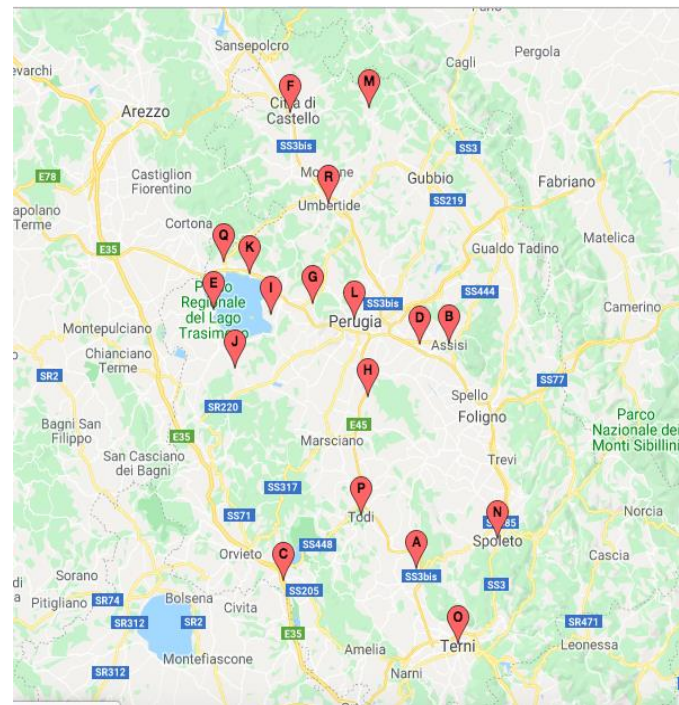 Sansepolcro
Cagli
Pergola
evarchi
F
M
Arezzo
Città di
Castello
SS3bis
SS3
E78
Castiglion
Fiorentino
R
Gubbio
Fabriano
apolano
Terme
Cortona
Umbertide
SS219
Matelica
E35
Q
K
Gualdo Tadino
E
I
G
L
SS3bis
SS444
Camerino
Regionale
del Lago
Trasimeno
Perugia
D
B
Assisi
Montepulciano
Chianciano
Terme
J
H
SR2
SS77
SR220
Spello
Foligno
Bagni San
Filippo
E45
Parco
Nazionale dei
Monti Sibillini
E35
Marsciano
San Casciano
dei Bagni
Trevi
SS317
P
Todi
SS71
N
Norcia
Orvieto
SS448
A
Spoleto
C
SS3bis
Cascia
Sorano
SS205
SS3
di
Pitigliano
SR74
Bolsena
Civita
O
SR312
SR2
E35
SR471
Terni
Leonessa
Montefiascone
Amelia
Narni
SR312